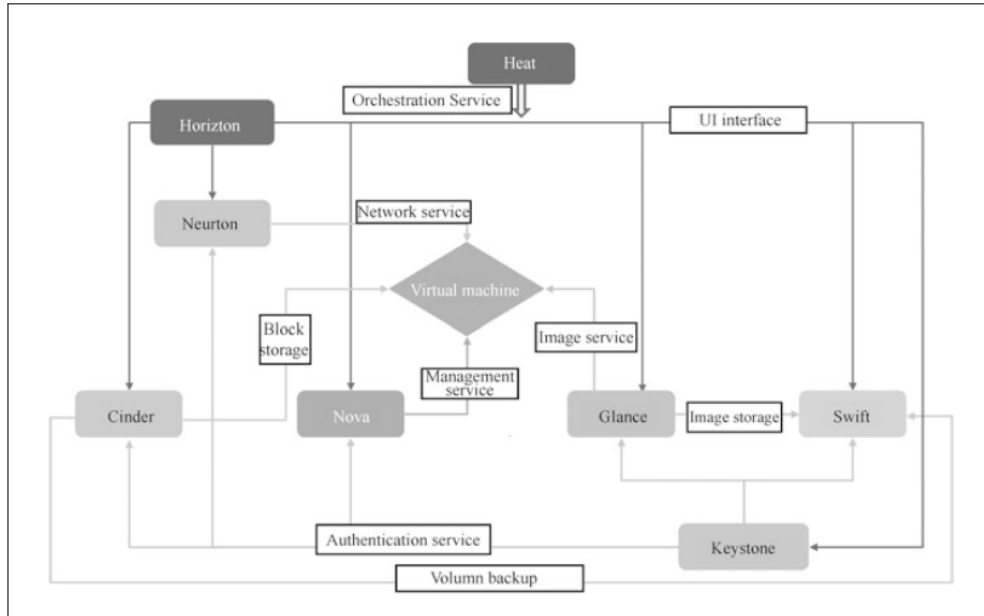 Heat
Orchestration Service
Horizton
UI interface
Neurton
Network service
Virtual machine
Block
storage
Image service
Management
service
Cinder
Nova
Glance
Image storage
Swift
Authentication service
Keystone
Volumn backup